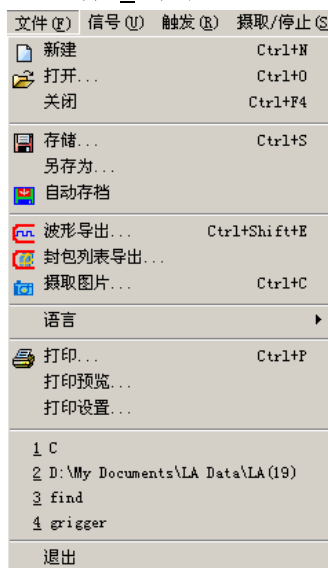 文件(F) 信号(U) 触发(R) 摄取/停止(S
新建 Ctrl+N
打开... Ctrl+O
关闭 Ctrl+F4
存储... Ctrl+S
另存为...
自动存档
波形导出... Ctrl+Shift+E
封包列表导出...
摄取图片... Ctrl+C
语言
打印... Ctrl+P
打印预览...
打印设置...
1 C
2 D:\My Documents\LA Data\LA(19)
3 find
4 grigger
退出